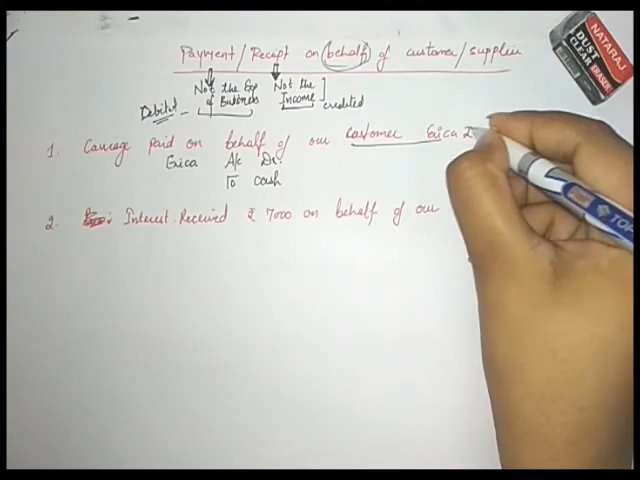 Payment/Receipt on behalf of customer/supplier
Not the Exp Not the
of Business Income
Debited credited
1. Carriage paid on behalf of our customer Erica ₹
Erica A/c Dr.
To cash
2. Interest Received ₹ 7000 on behalf of our
NATARAJ
DUST
CLEAR
ERASER
TOP